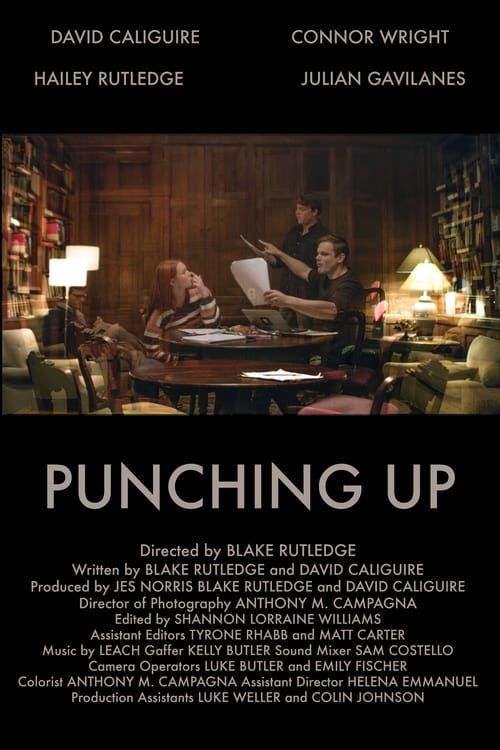 DAVID CALIGUIRE CONNOR WRIGHT
HAILEY RUTLEDGE JULIAN GAVILANES
PUNCHING UP
Directed by BLAKE RUTLEDGE
Written by BLAKE RUTLEDGE and DAVID CALIGUIRE
Produced by JES NORRIS BLAKE RUTLEDGE and DAVID CALIGUIRE
Director of Photography ANTHONY M. CAMPAGNA
Edited by SHANNON LORRAINE WILLIAMS
Assistant Editors TYRONE RHABB and MATT CARTER
Music by LEACH Gaffer KELLY BUTLER Sound Mixer SAM COSTELLO
Camera Operators LUKE BUTLER and EMILY FISCHER
Colorist ANTHONY M. CAMPAGNA Assistant Director HELENA EMMANUEL
Production Assistants LUKE WELLER and COLIN JOHNSON